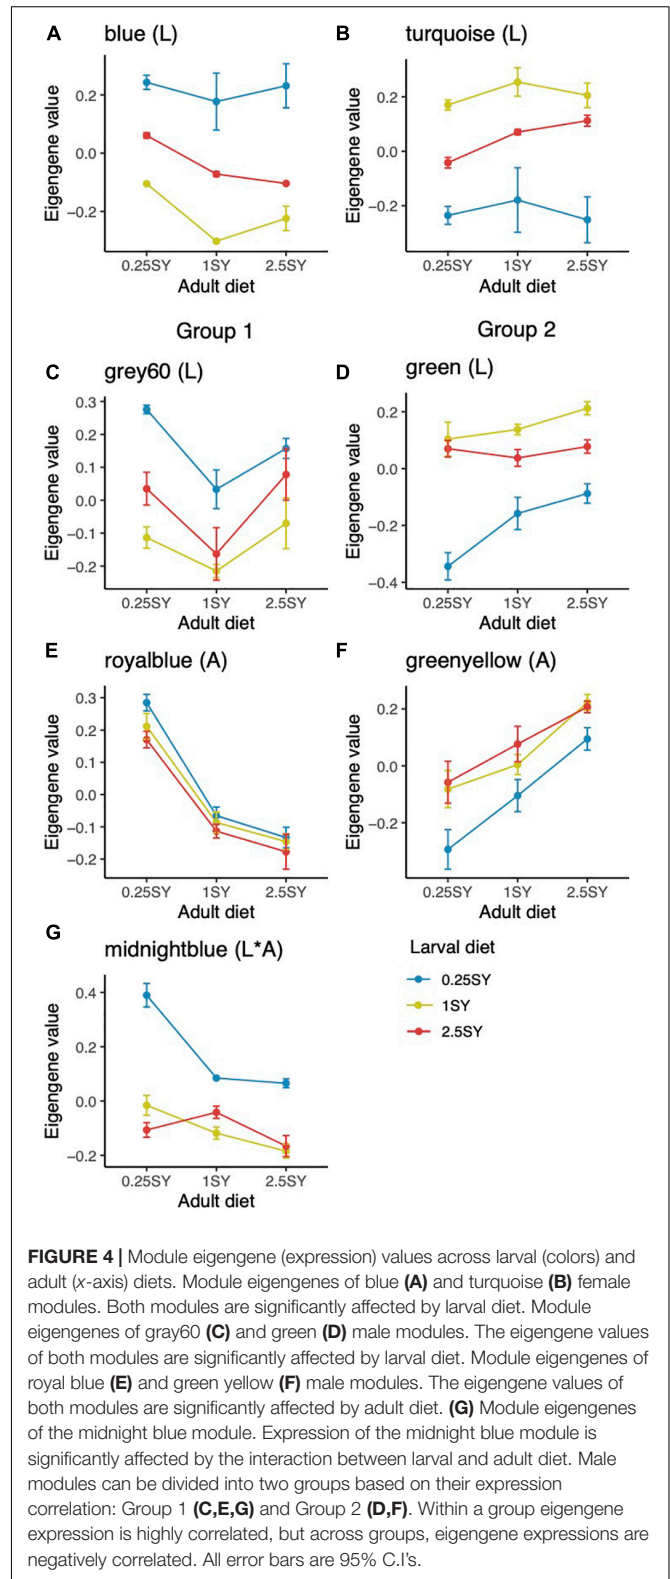 A blue (L)
B turquoise (L)
Eigengene value
0.2
0.0
−0.2
0.25SY 1SY 2.5SY
Adult diet
Eigengene value
0.2
0.0
−0.2
0.25SY 1SY 2.5SY
Adult diet
Group 1
Group 2
C grey60 (L)
D green (L)
Eigengene value
0.3
0.2
0.1
0.0
−0.1
−0.2
0.25SY 1SY 2.5SY
Adult diet
Eigengene value
0.2
0.0
−0.2
−0.4
0.25SY 1SY 2.5SY
Adult diet
E royalblue (A)
F greenyellow (A)
Eigengene value
0.3
0.2
0.1
0.0
−0.1
−0.2
0.25SY 1SY 2.5SY
Adult diet
Eigengene value
0.2
0.0
−0.2
0.25SY 1SY 2.5SY
Adult diet
G midnightblue (L*A)
Eigengene value
0.4
0.2
0.0
−0.2
0.25SY 1SY 2.5SY
Adult diet
Larval diet
0.25SY
1SY
2.5SY
FIGURE 4 | Module eigengene (expression) values across larval (colors) and
adult (x-axis) diets. Module eigengenes of blue (A) and turquoise (B) female
modules. Both modules are significantly affected by larval diet. Module
eigengenes of gray60 (C) and green (D) male modules. The eigengene values
of both modules are significantly affected by larval diet. Module eigengenes of
royal blue (E) and green yellow (F) male modules. The eigengene values of
both modules are significantly affected by adult diet. (G) Module eigengenes
of the midnight blue module. Expression of the midnight blue module is
significantly affected by the interaction between larval and adult diet. Male
modules can be divided into two groups based on their expression
correlation: Group 1 (C,E,G) and Group 2 (D,F). Within a group eigengene
expression is highly correlated, but across groups, eigengene expressions are
negatively correlated. All error bars are 95% C.I's.